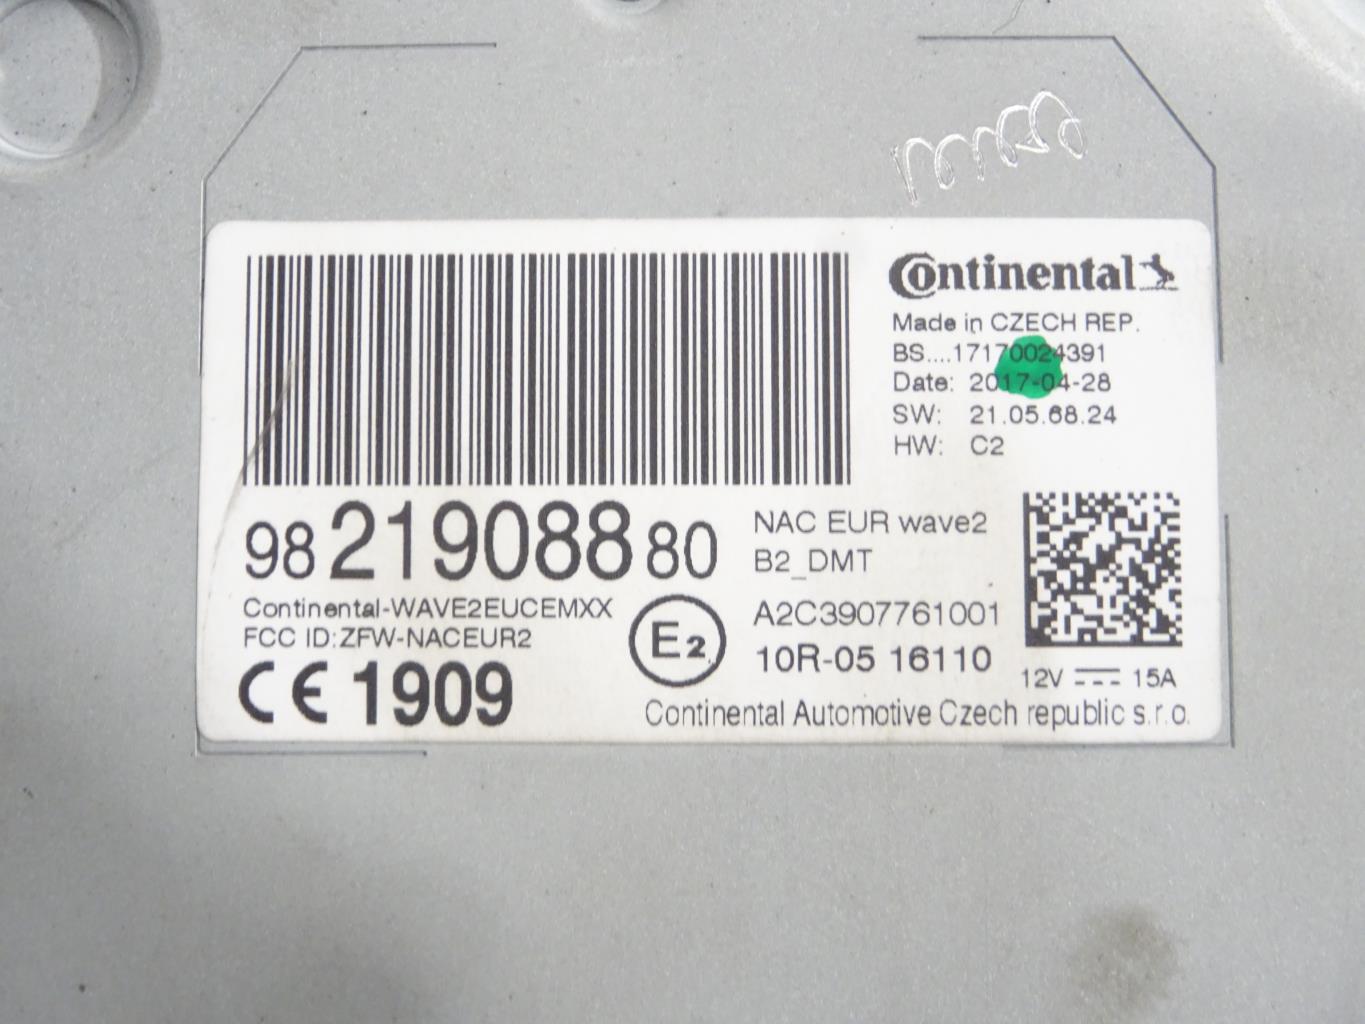 Continental
Made in CZECH REP.
BS....17170024391
Date: 2017-04-28
SW: 21.05.68.24
HW: C2
98 219088 80
NAC EUR wave2
B2_DMT
Continental-WAVE2EUCEMXX
FCC ID:ZFW-NACEUR2
CE 1909
E2
A2C3907761001
10R-05 16110
12V 15A
Continental Automotive Czech republic s.r.o.